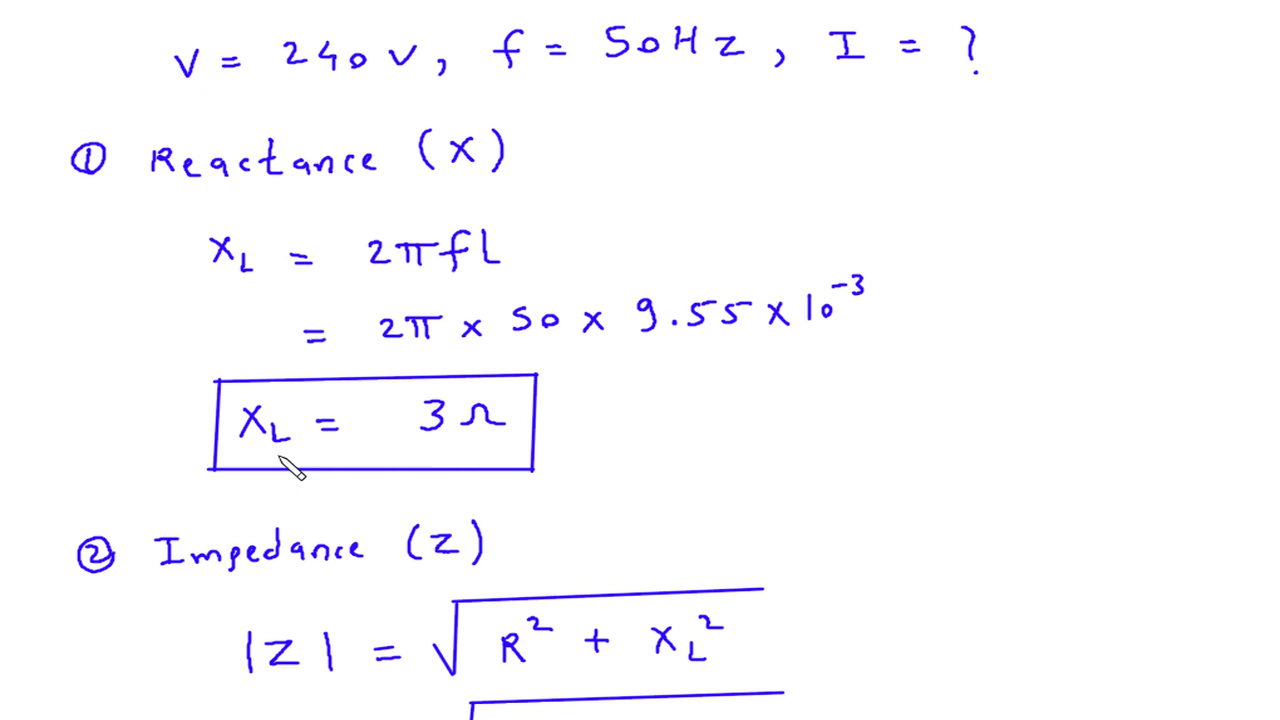 V = 240 V, f = 50 Hz, I = ?
① Reactance (X)
X_L = 2πfL
= 2π × 50 × 9.55 × 10⁻³
X_L = 3 Ω
② Impedance (Z)
|Z| = √(R² + X_L²)